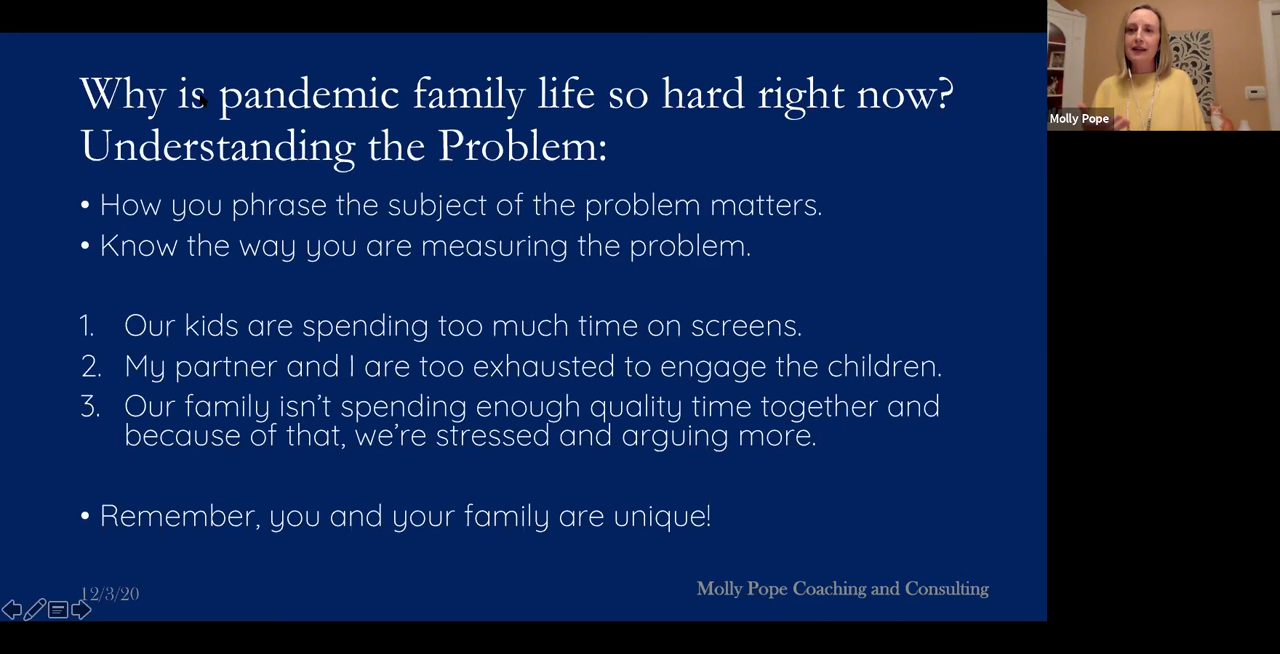 Why is pandemic family life so hard right now?
Understanding the Problem:
• How you phrase the subject of the problem matters.
• Know the way you are measuring the problem.
1. Our kids are spending too much time on screens.
2. My partner and I are too exhausted to engage the children.
3. Our family isn't spending enough quality time together and
because of that, we're stressed and arguing more.
• Remember, you and your family are unique!
12/3/20
Molly Pope Coaching and Consulting
Molly Pope